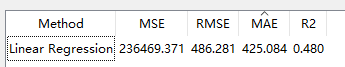 Method MSE RMSE MAE R2
Linear Regression 236469.371 486.281 425.084 0.480